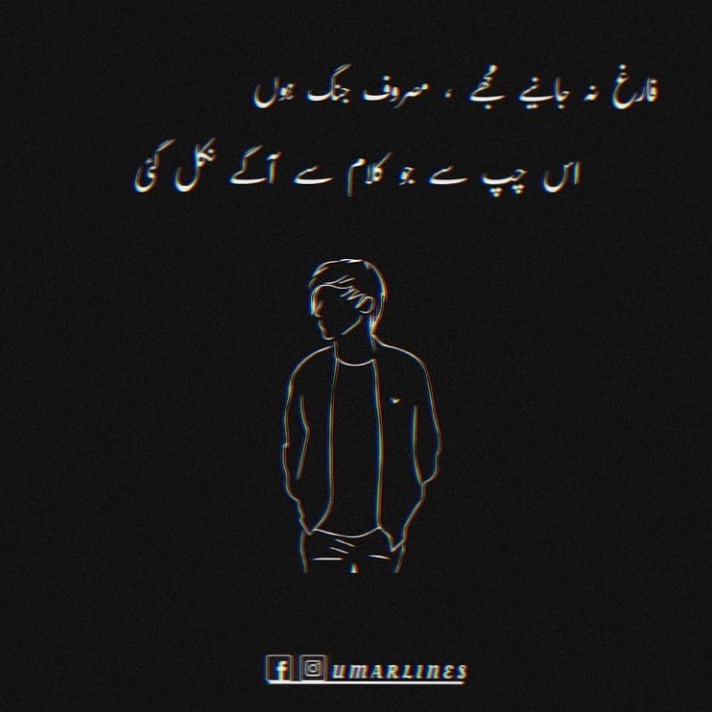 فارغ نہ جانیے مجھے ، مصروف جنگ ہوں
اس چپ سے جو کلام سے آگے نکل گئی
UMARLINES